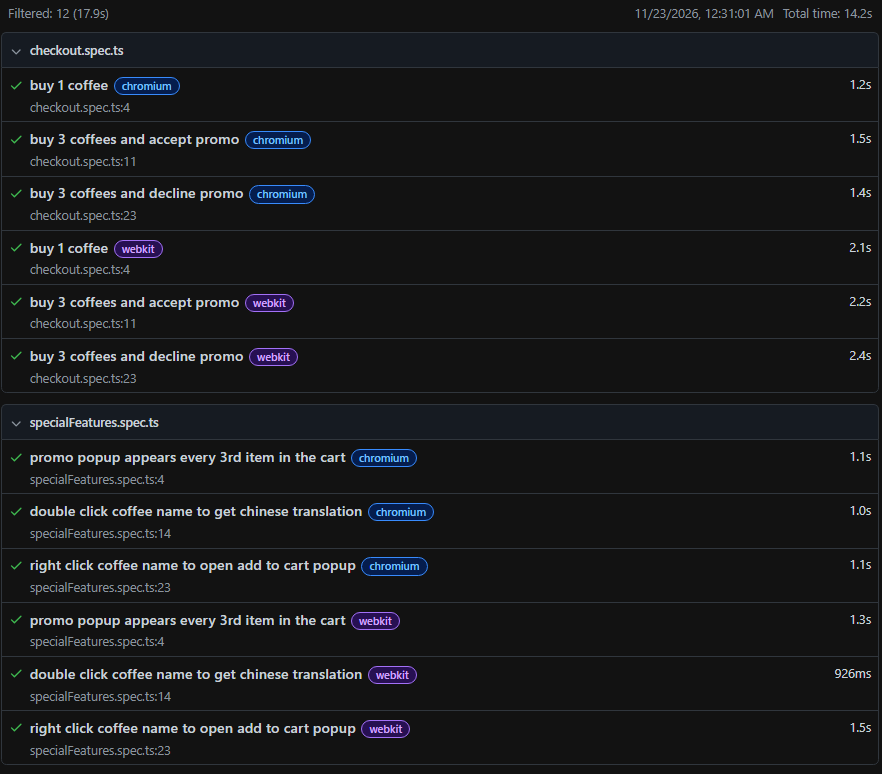 Filtered: 12 (17.9s) 11/23/2026, 12:31:01 AM Total time: 14.2s
checkout.spec.ts
buy 1 coffee chromium 1.2s
checkout.spec.ts:4
buy 3 coffees and accept promo chromium 1.5s
checkout.spec.ts:11
buy 3 coffees and decline promo chromium 1.4s
checkout.spec.ts:23
buy 1 coffee webkit 2.1s
checkout.spec.ts:4
buy 3 coffees and accept promo webkit 2.2s
checkout.spec.ts:11
buy 3 coffees and decline promo webkit 2.4s
checkout.spec.ts:23
specialFeatures.spec.ts
promo popup appears every 3rd item in the cart chromium 1.1s
specialFeatures.spec.ts:4
double click coffee name to get chinese translation chromium 1.0s
specialFeatures.spec.ts:14
right click coffee name to open add to cart popup chromium 1.1s
specialFeatures.spec.ts:23
promo popup appears every 3rd item in the cart webkit 1.3s
specialFeatures.spec.ts:4
double click coffee name to get chinese translation webkit 926ms
specialFeatures.spec.ts:14
right click coffee name to open add to cart popup webkit 1.5s
specialFeatures.spec.ts:23